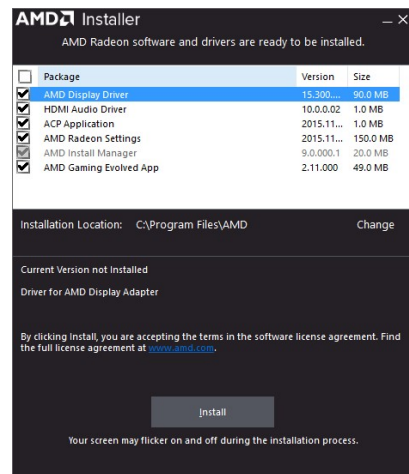 AMD Installer
AMD Radeon software and drivers are ready to be installed.
Package Version Size
AMD Display Driver 15.300.... 90.0 MB
HDMI Audio Driver 10.0.0.02 1.0 MB
ACP Application 2015.11... 1.0 MB
AMD Radeon Settings 2015.11... 150.0 MB
AMD Install Manager 9.0.000.1 20.0 MB
AMD Gaming Evolved App 2.11.000 49.0 MB
Installation Location: C:\Program Files\AMD Change
Current Version not Installed
Driver for AMD Display Adapter
By clicking Install, you are accepting the terms in the software license agreement. Find
the full license agreement at www.amd.com.
Install
Your screen may flicker on and off during the installation process.